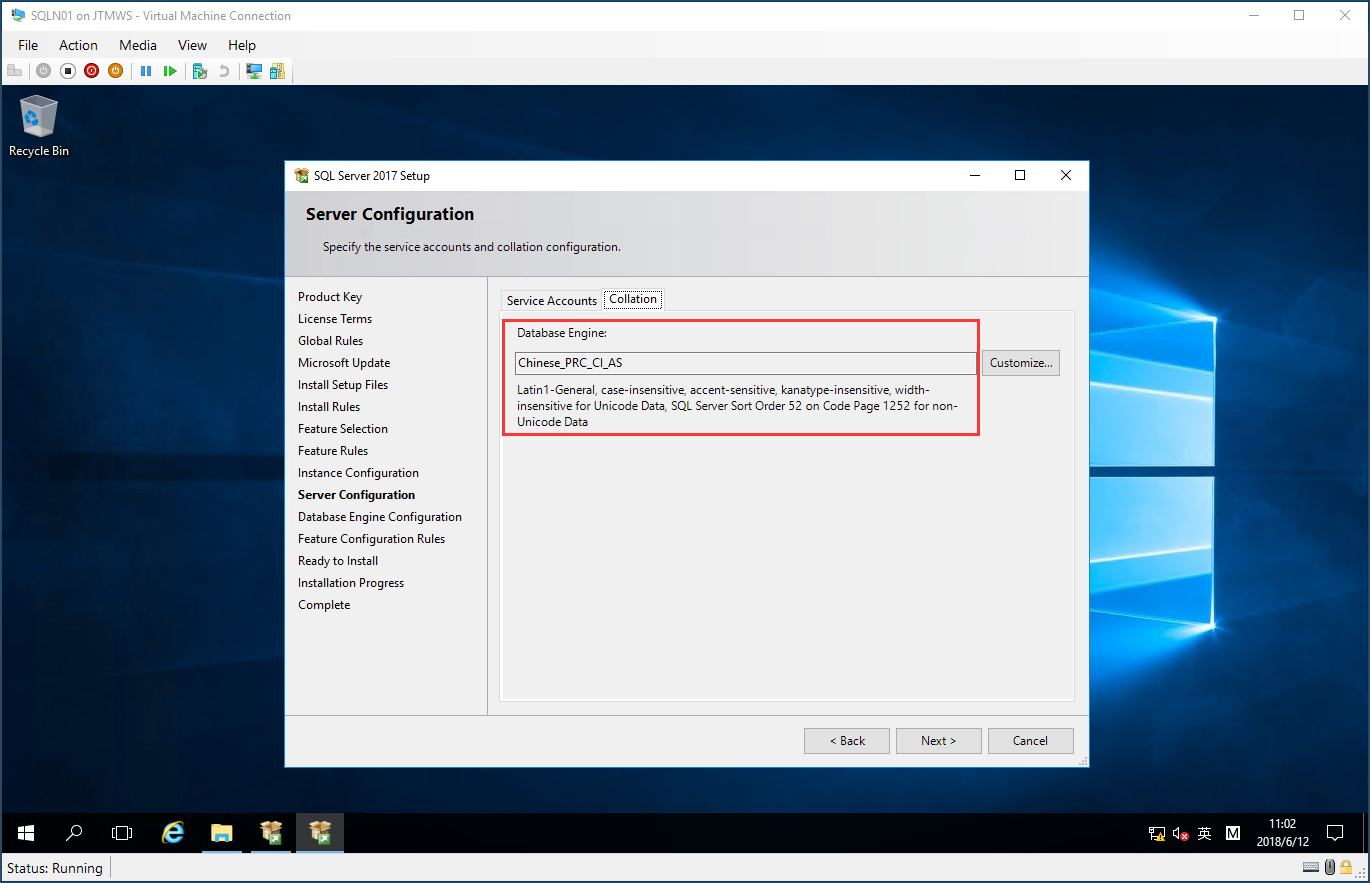 SQLN01 on JTMWS - Virtual Machine Connection
File Action Media View Help
Recycle Bin
SQL Server 2017 Setup
Server Configuration
Specify the service accounts and collation configuration.
Product Key
License Terms
Global Rules
Microsoft Update
Install Setup Files
Install Rules
Feature Selection
Feature Rules
Instance Configuration
Server Configuration
Database Engine Configuration
Feature Configuration Rules
Ready to Install
Installation Progress
Complete
Service Accounts Collation
Database Engine:
Chinese_PRC_CI_AS
Customize...
Latin1-General, case-insensitive, accent-sensitive, kanatype-insensitive, width-
insensitive for Unicode Data, SQL Server Sort Order 52 on Code Page 1252 for non-
Unicode Data
< Back Next > Cancel
英 M
11:02
2018/6/12
Status: Running